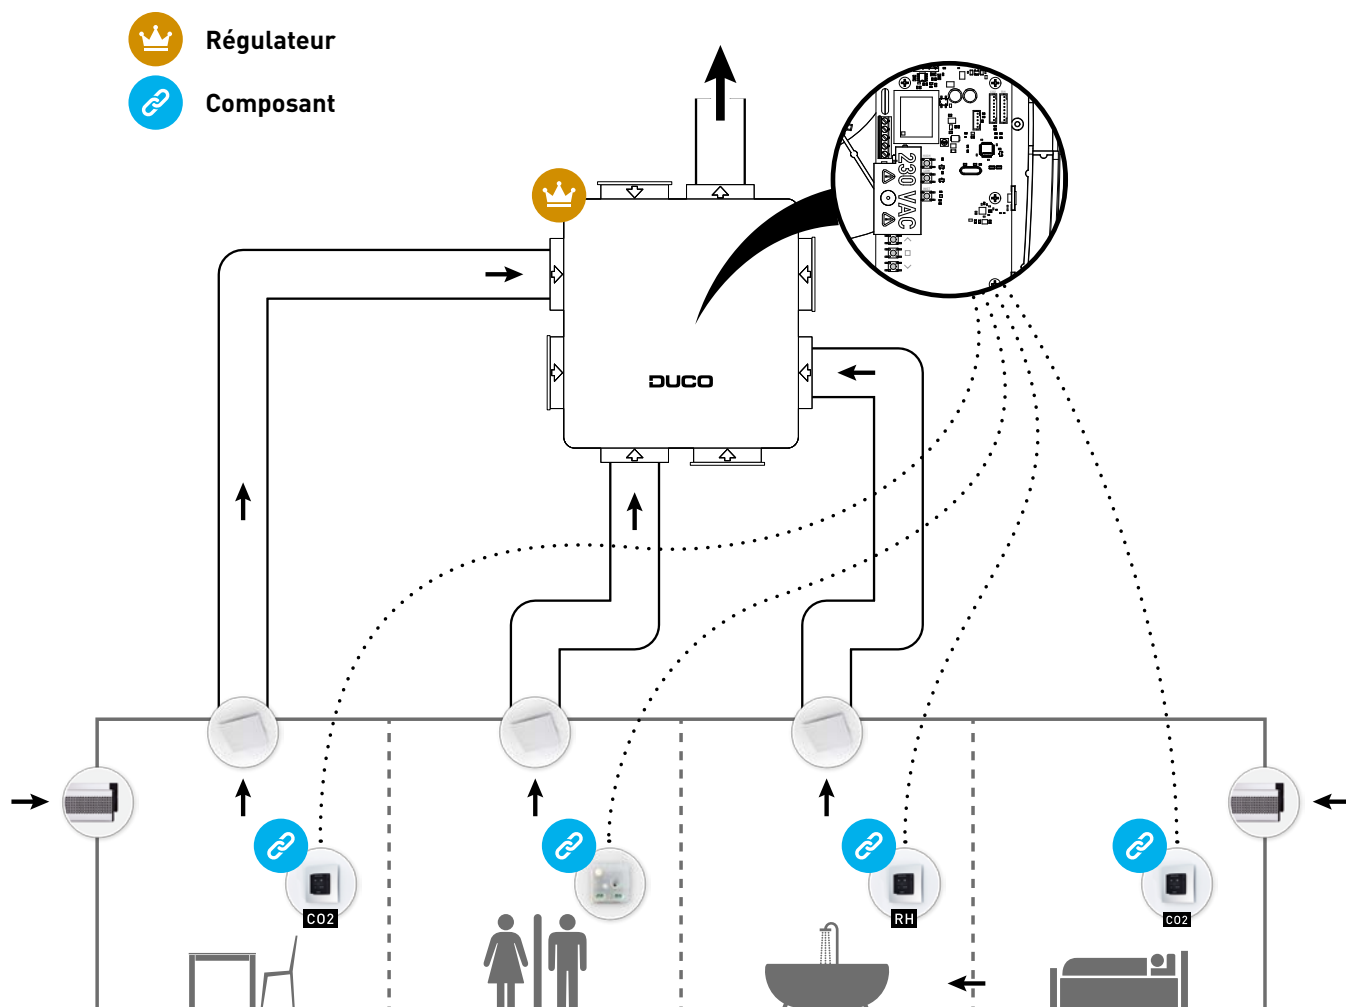 Régulateur
Composant
230 VAC
DUCO
CO2
RH
CO2